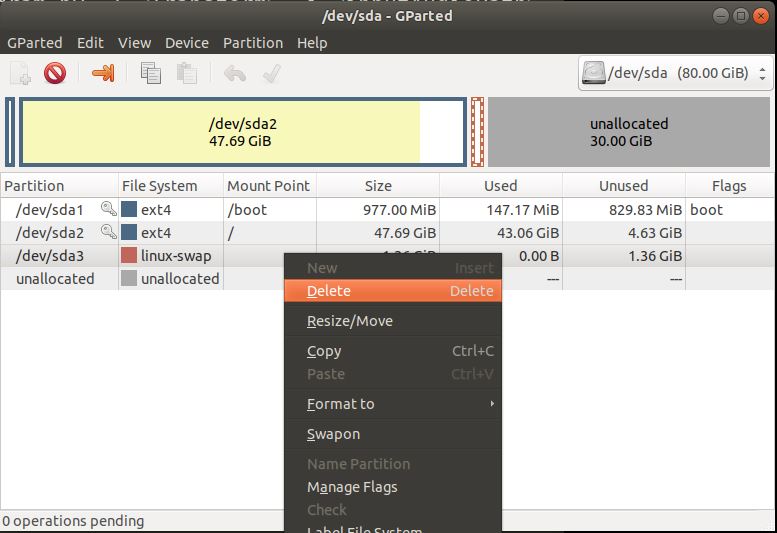 /dev/sda - GParted
GParted Edit View Device Partition Help
/dev/sda (80.00 GiB)
/dev/sda2
47.69 GiB
unallocated
30.00 GiB
Partition File System Mount Point Size Used Unused Flags
/dev/sda1 ext4 /boot 977.00 MiB 147.17 MiB 829.83 MiB boot
/dev/sda2 ext4 / 47.69 GiB 43.06 GiB 4.63 GiB
/dev/sda3 linux-swap 0.00 B 1.36 GiB
unallocated unallocated --- ---
New Insert
Delete Delete
Resize/Move
Copy Ctrl+C
Paste Ctrl+V
Format to
Swapon
Name Partition
Manage Flags
Check
Label File System
0 operations pending